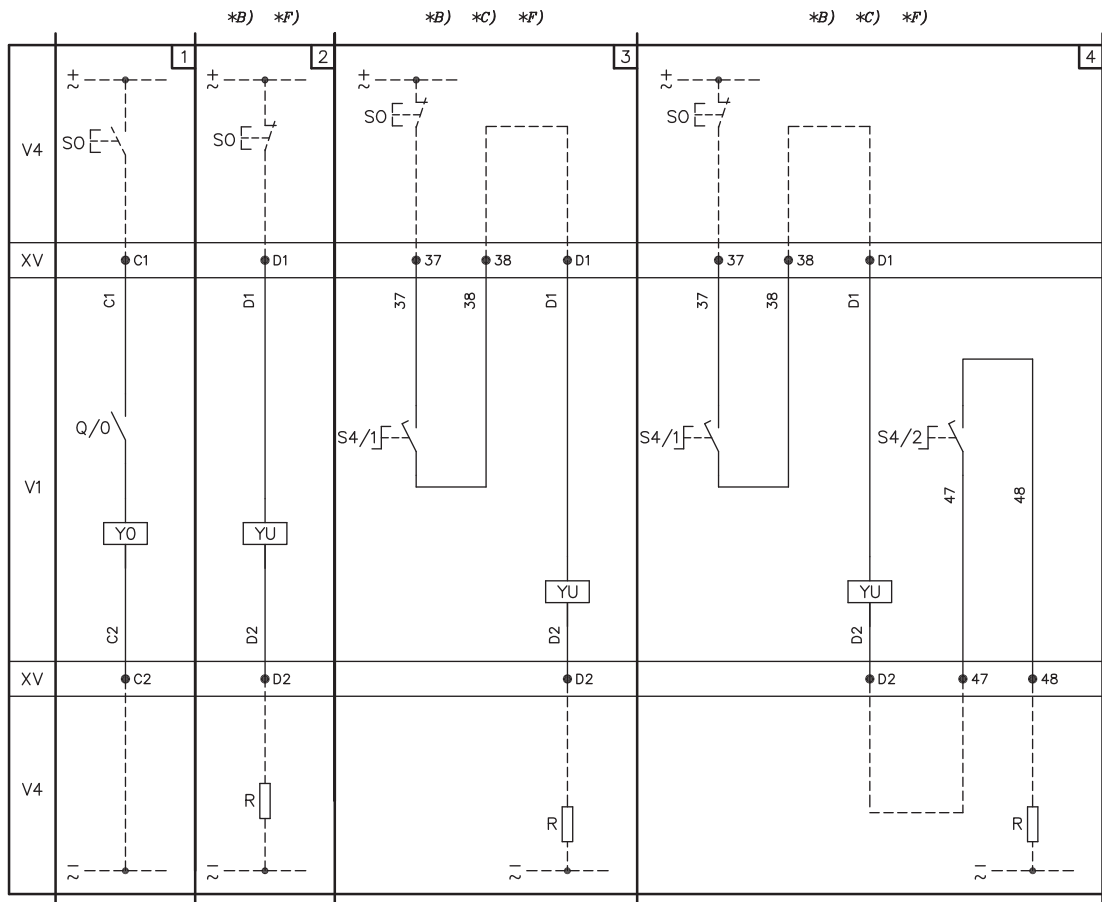 *B) *F) *B) *C) *F) *B) *C) *F)
1 2 3 4
+ ~ + ~ + ~ + ~
V4 SO SO SO SO
XV C1 D1 37 38 D1 37 38 D1
C1 D1 37 38 D1 37 38 D1
Q/0 S4/1 S4/1 S4/2
V1 47 48
YO YU
YU YU
C2 D2 D2 D2
XV C2 D2 D2 D2 47 48
V4 R R R
− ~ − ~ − ~ − ~